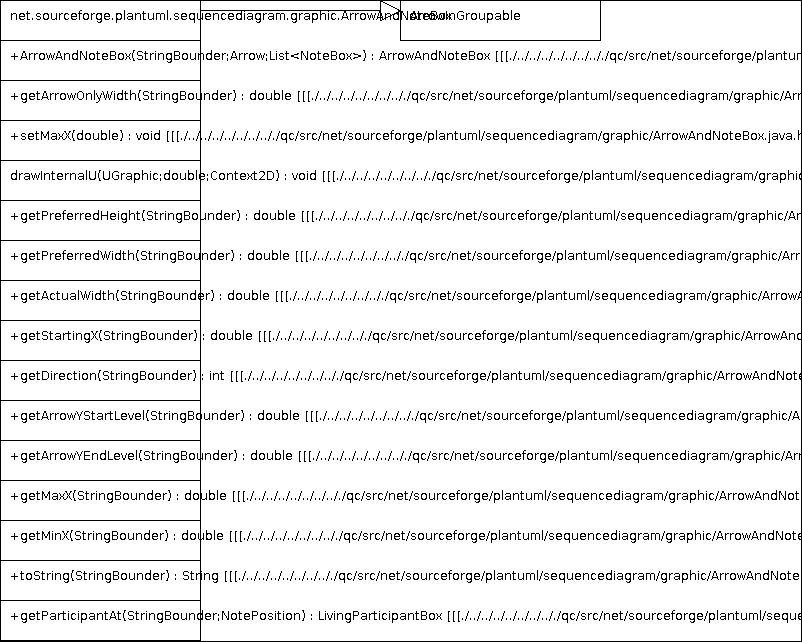 net.sourceforge.plantuml.sequencediagram.graphic.ArrowAndNoteBox
InGroupable
+ArrowAndNoteBox(StringBounder;Arrow;List<NoteBox>) : ArrowAndNoteBox [[[./../../../../../../../../qc/src/net/sourceforge/plantum
+getArrowOnlyWidth(StringBounder) : double [[[./../../../../../../../../qc/src/net/sourceforge/plantuml/sequencediagram/graphic/Arr
+setMaxX(double) : void [[[./../../../../../../../../qc/src/net/sourceforge/plantuml/sequencediagram/graphic/ArrowAndNoteBox.java.h
drawInternalU(UGraphic;double;Context2D) : void [[[./../../../../../../../../qc/src/net/sourceforge/plantuml/sequencediagram/graphic
+getPreferredHeight(StringBounder) : double [[[./../../../../../../../../qc/src/net/sourceforge/plantuml/sequencediagram/graphic/Ar
+getPreferredWidth(StringBounder) : double [[[./../../../../../../../../qc/src/net/sourceforge/plantuml/sequencediagram/graphic/Arr
+getActualWidth(StringBounder) : double [[[./../../../../../../../../qc/src/net/sourceforge/plantuml/sequencediagram/graphic/ArrowA
+getStartingX(StringBounder) : double [[[./../../../../../../../../qc/src/net/sourceforge/plantuml/sequencediagram/graphic/ArrowAnd
+getDirection(StringBounder) : int [[[./../../../../../../../../qc/src/net/sourceforge/plantuml/sequencediagram/graphic/ArrowAndNote
+getArrowYStartLevel(StringBounder) : double [[[./../../../../../../../../qc/src/net/sourceforge/plantuml/sequencediagram/graphic/A
+getArrowYEndLevel(StringBounder) : double [[[./../../../../../../../../qc/src/net/sourceforge/plantuml/sequencediagram/graphic/Arr
+getMaxX(StringBounder) : double [[[./../../../../../../../../qc/src/net/sourceforge/plantuml/sequencediagram/graphic/ArrowAndNot
+getMinX(StringBounder) : double [[[./../../../../../../../../qc/src/net/sourceforge/plantuml/sequencediagram/graphic/ArrowAndNote
+toString(StringBounder) : String [[[./../../../../../../../../qc/src/net/sourceforge/plantuml/sequencediagram/graphic/ArrowAndNote
+getParticipantAt(StringBounder;NotePosition) : LivingParticipantBox [[[./../../../../../../../../qc/src/net/sourceforge/plantuml/seque